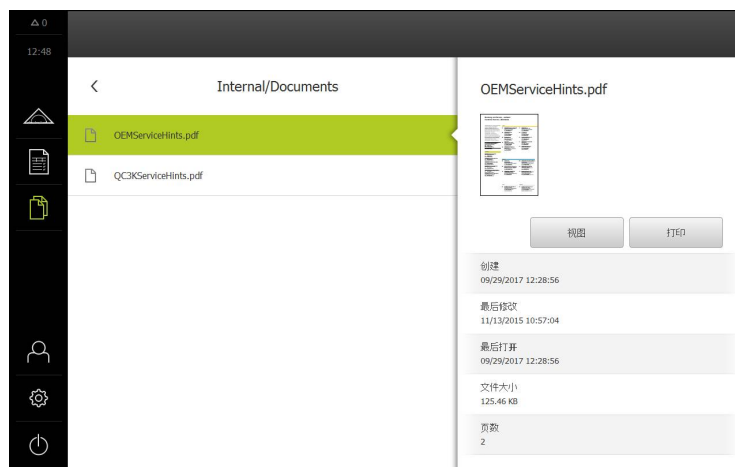 0
12:48
Internal/Documents
OEMServiceHints.pdf
QC3KServiceHints.pdf
OEMServiceHints.pdf
视图
打印
创建
09/29/2017 12:28:56
最后修改
11/13/2015 10:57:04
最后打开
09/29/2017 12:28:56
文件大小
125.46 KB
页数
2